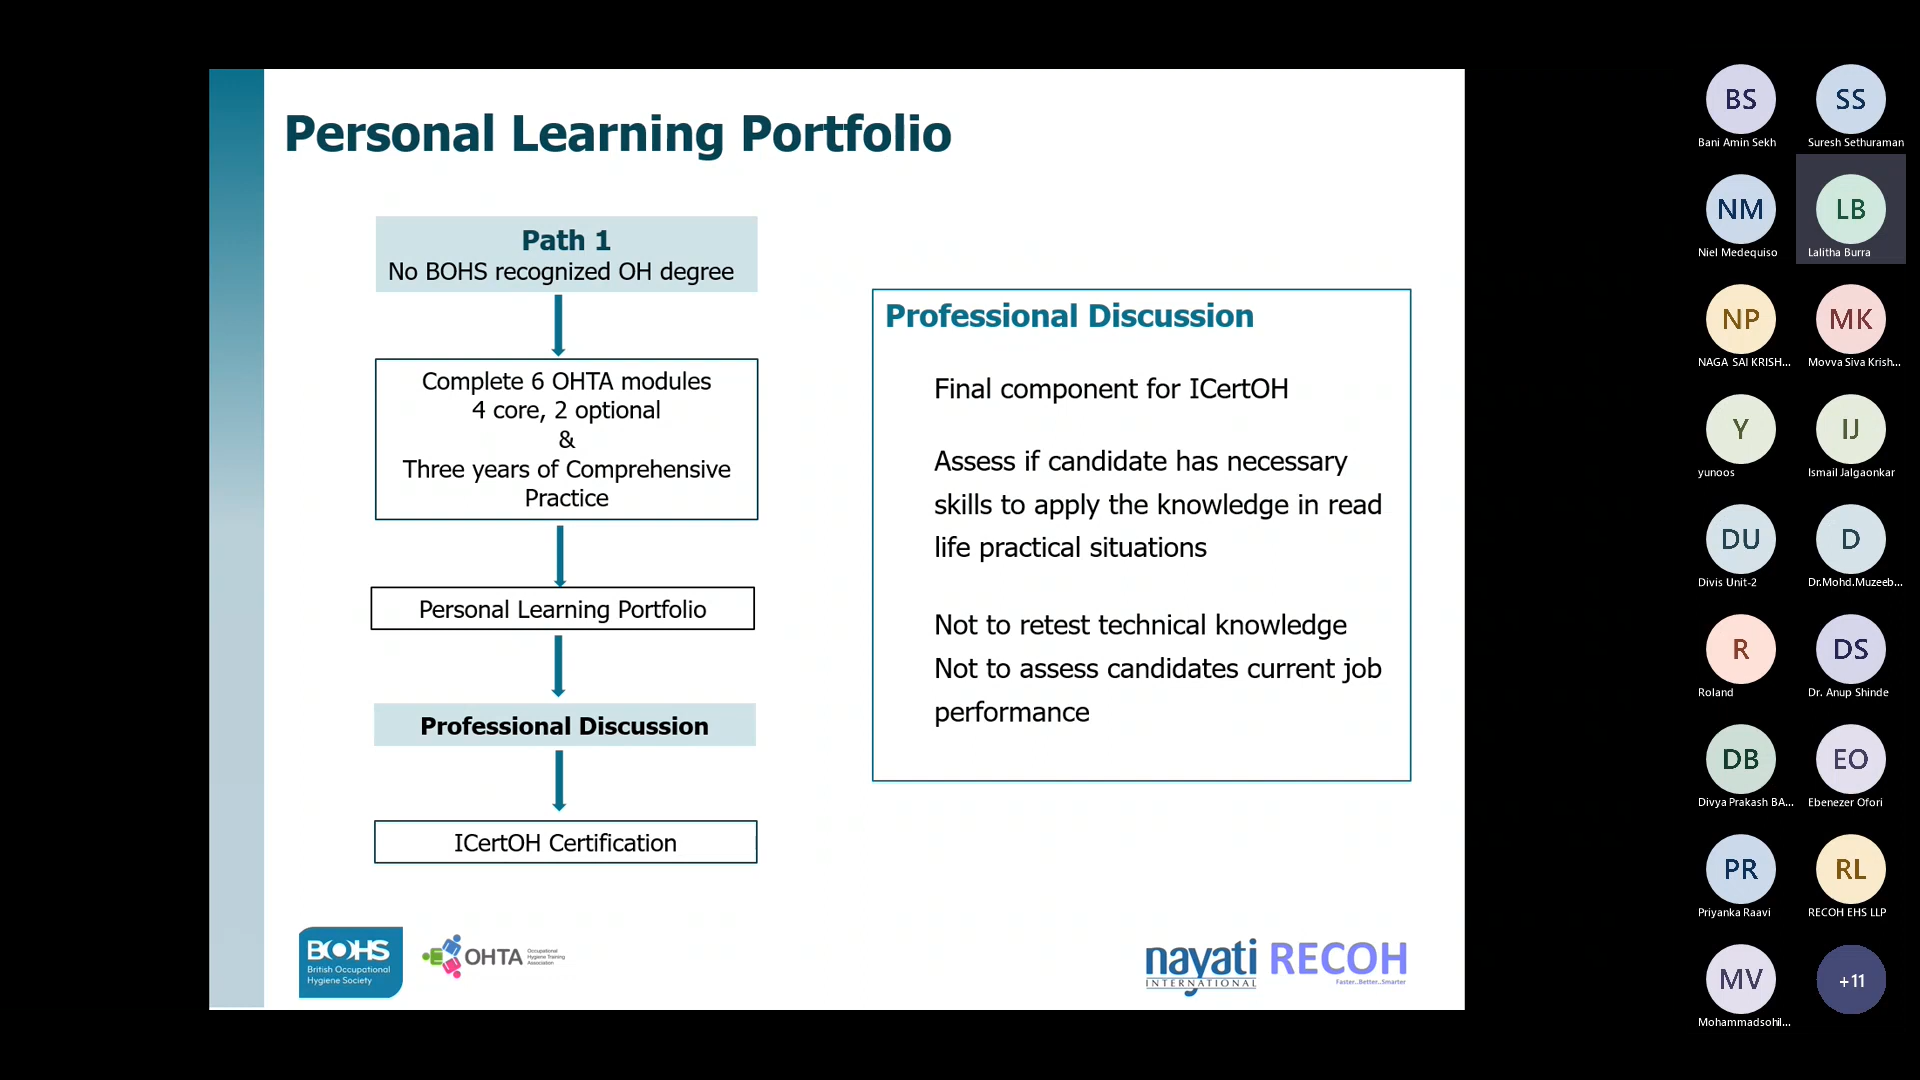 Personal Learning Portfolio
Path 1
No BOHS recognized OH degree
Complete 6 OHTA modules
4 core, 2 optional
&
Three years of Comprehensive
Practice
Personal Learning Portfolio
Professional Discussion
ICertOH Certification
Professional Discussion
Final component for ICertOH
Assess if candidate has necessary
skills to apply the knowledge in read
life practical situations
Not to retest technical knowledge
Not to assess candidates current job
performance
BOHS
British Occupational
Hygiene Society
OHTA
Occupational
Hygiene Training
Association
nayati
INTERNATIONAL
RECOH
Faster..Better..Smarter
BS
Bani Amin Sekh
SS
Suresh Sethuraman
NM
Niel Medequiso
LB
Lalitha Burra
NP
NAGA SAI KRISH...
MK
Movva Siva Krish...
Y
yunoos
IJ
Ismail Jalgaonkar
DU
Divis Unit-2
D
Dr.Mohd.Muzeeb...
R
Roland
DS
Dr. Anup Shinde
DB
Divya Prakash BA...
EO
Ebenezer Ofori
PR
Priyanka Raavi
RL
RECOH EHS LLP
MV
Mohammadsohil...
+11